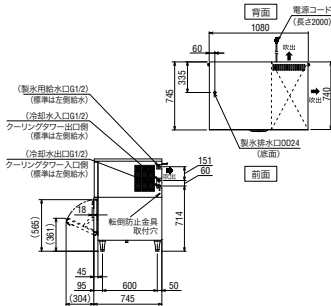 背面
電源コード
(長さ2000)
1080
吹出
60
335
745
740
吹出
製氷排水口OD24
(底面)
前面
(製氷用給水口G1/2)
(標準は左側給水)
(冷却水入口G1/2)
クーリングタワー出口側
(標準は左側給水)
(冷却水出口G1/2)
クーリングタワー入口側
(標準は左側給水)
吹出
151
60
18
転倒防止金具
取付穴
714
(565)
(361)
45
95
600
50
(304)
745